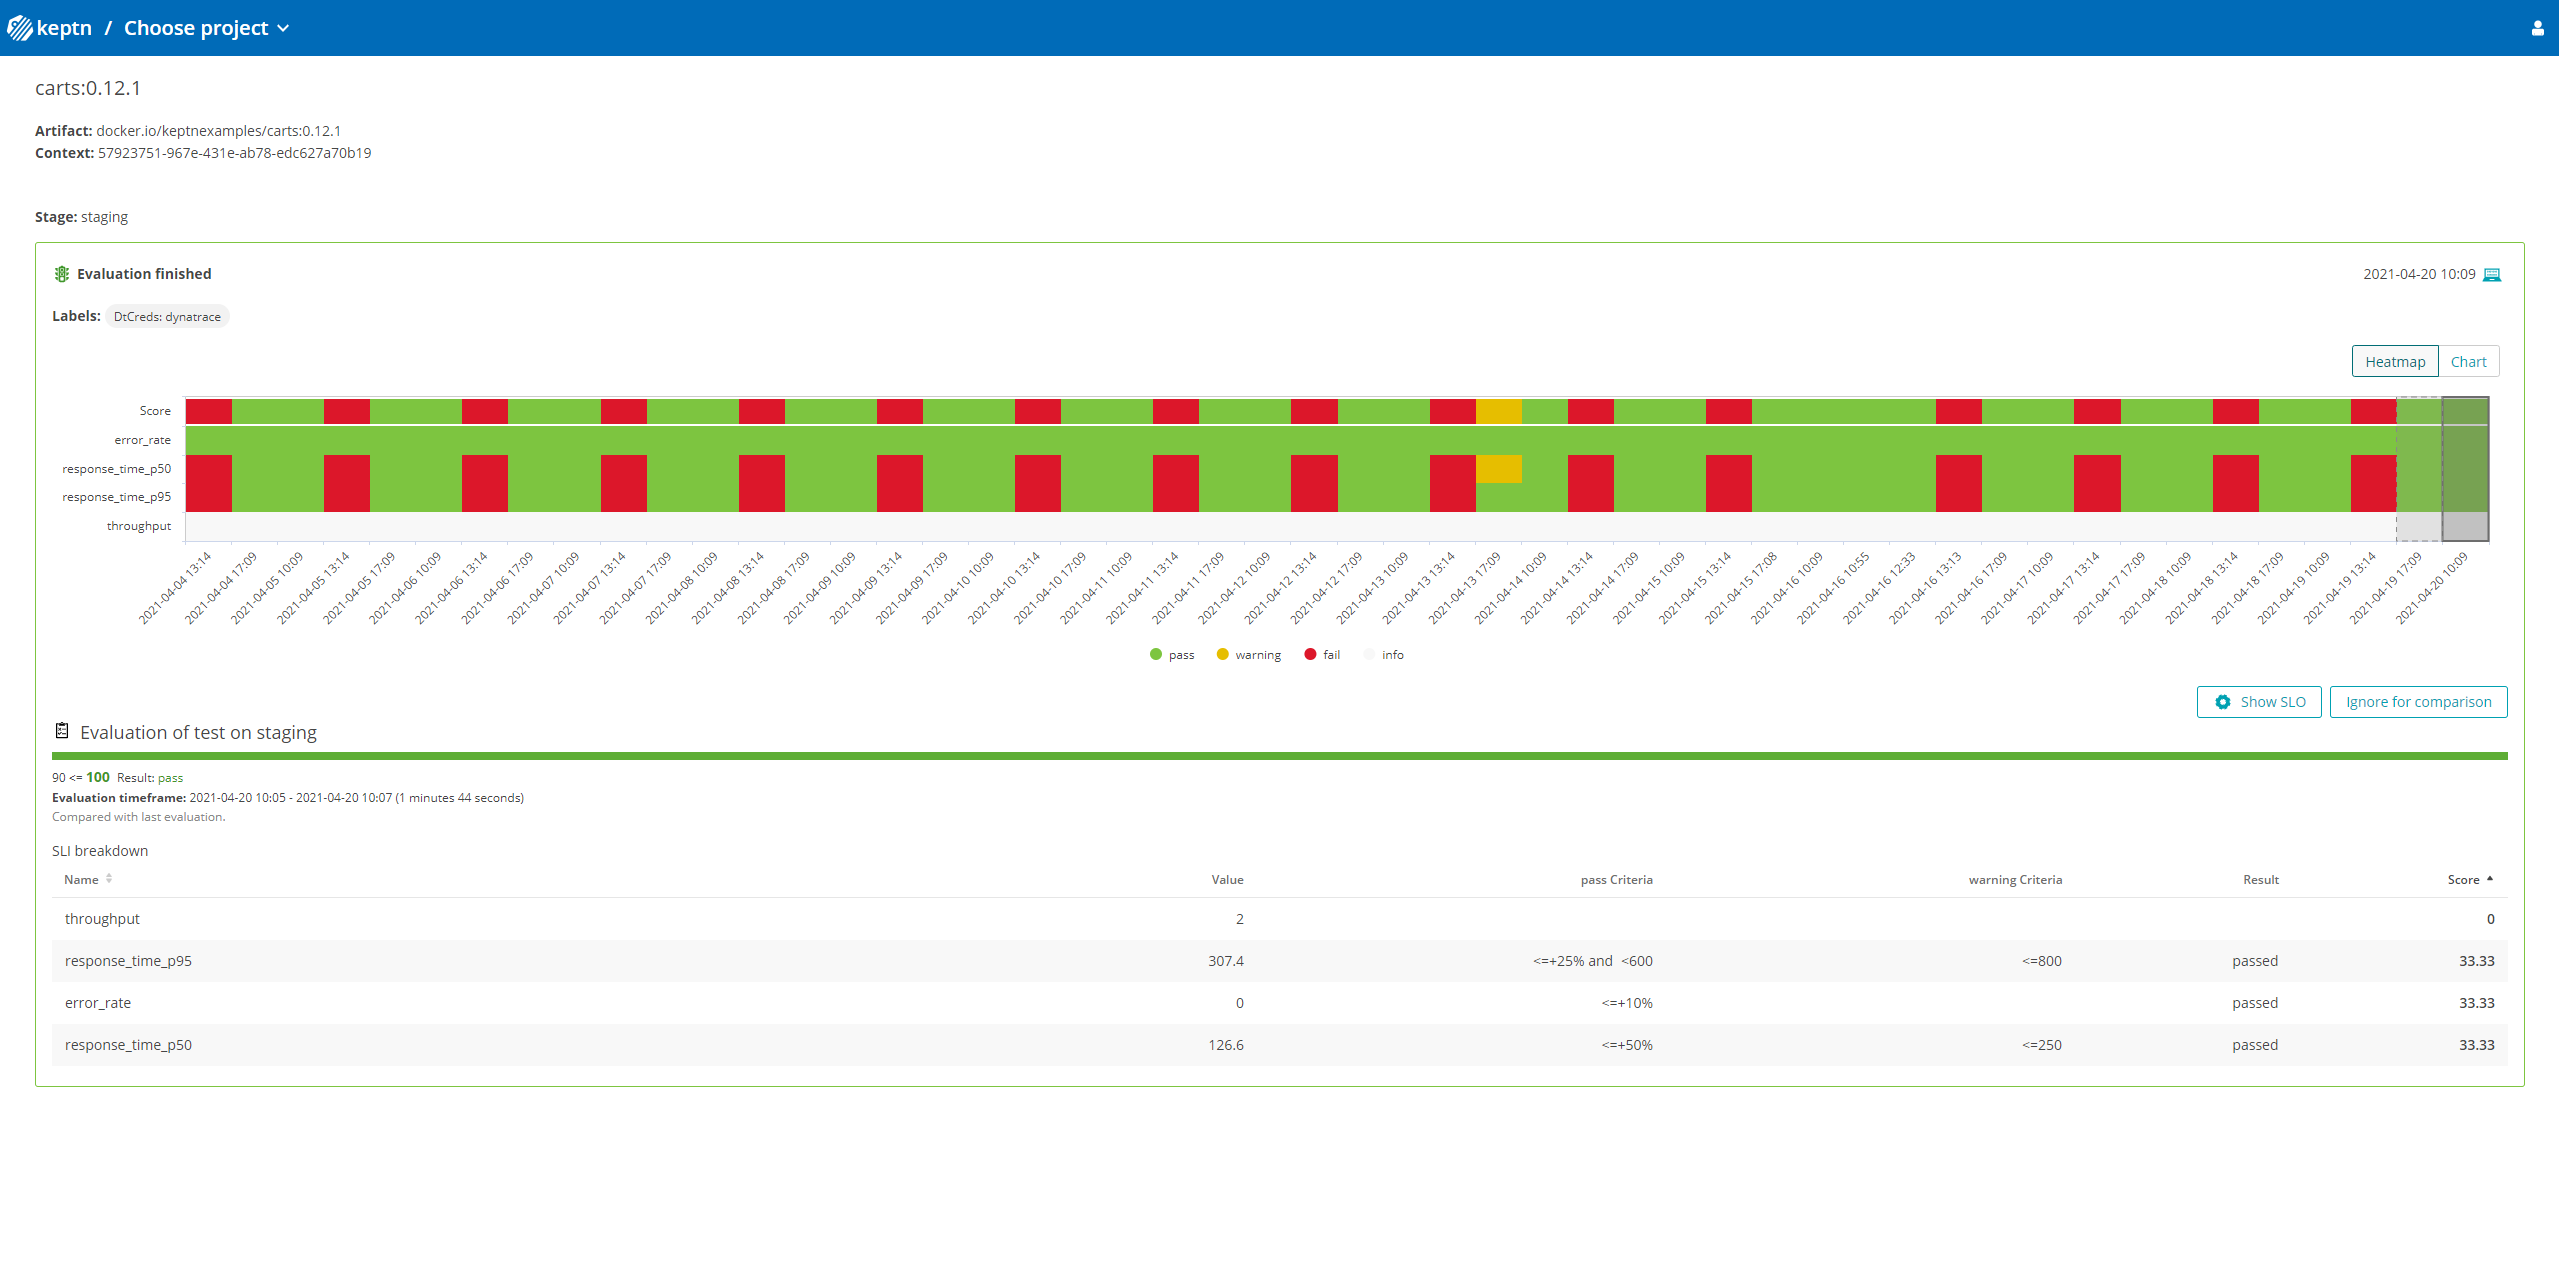 keptn / Choose project
carts:0.12.1
Artifact: docker.io/keptnexamples/carts:0.12.1
Context: 57923751-967e-431e-ab78-edc627a70b19
Stage: staging
Evaluation finished
2021-04-20 10:09
Labels: DtCreds: dynatrace
Heatmap Chart
Score
error_rate
response_time_p50
response_time_p95
throughput
2021-04-04 13:14
2021-04-04 17:09
2021-04-05 10:09
2021-04-05 13:14
2021-04-05 17:09
2021-04-06 10:09
2021-04-06 13:14
2021-04-06 17:09
2021-04-07 10:09
2021-04-07 13:14
2021-04-07 17:09
2021-04-08 10:09
2021-04-08 13:14
2021-04-08 17:09
2021-04-09 10:09
2021-04-09 13:14
2021-04-09 17:09
2021-04-10 10:09
2021-04-10 13:14
2021-04-10 17:09
2021-04-11 10:09
2021-04-11 13:14
2021-04-11 17:09
2021-04-12 10:09
2021-04-12 13:14
2021-04-12 17:09
2021-04-13 10:09
2021-04-13 13:14
2021-04-13 17:09
2021-04-14 10:09
2021-04-14 13:14
2021-04-14 17:09
2021-04-15 10:09
2021-04-15 13:14
2021-04-15 17:08
2021-04-16 10:09
2021-04-16 10:55
2021-04-16 12:33
2021-04-16 13:13
2021-04-16 17:09
2021-04-17 10:09
2021-04-17 13:14
2021-04-17 17:09
2021-04-18 10:09
2021-04-18 13:14
2021-04-18 17:09
2021-04-19 10:09
2021-04-19 13:14
2021-04-19 17:09
2021-04-20 10:09
pass warning fail info
Show SLO Ignore for comparison
Evaluation of test on staging
90 <= 100 Result: pass
Evaluation timeframe: 2021-04-20 10:05 - 2021-04-20 10:07 (1 minutes 44 seconds)
Compared with last evaluation.
SLI breakdown
Name Value pass Criteria warning Criteria Result Score
throughput 2 0
response_time_p95 307.4 <=+25% and <600 <=800 passed 33.33
error_rate 0 <=+10% passed 33.33
response_time_p50 126.6 <=+50% <=250 passed 33.33